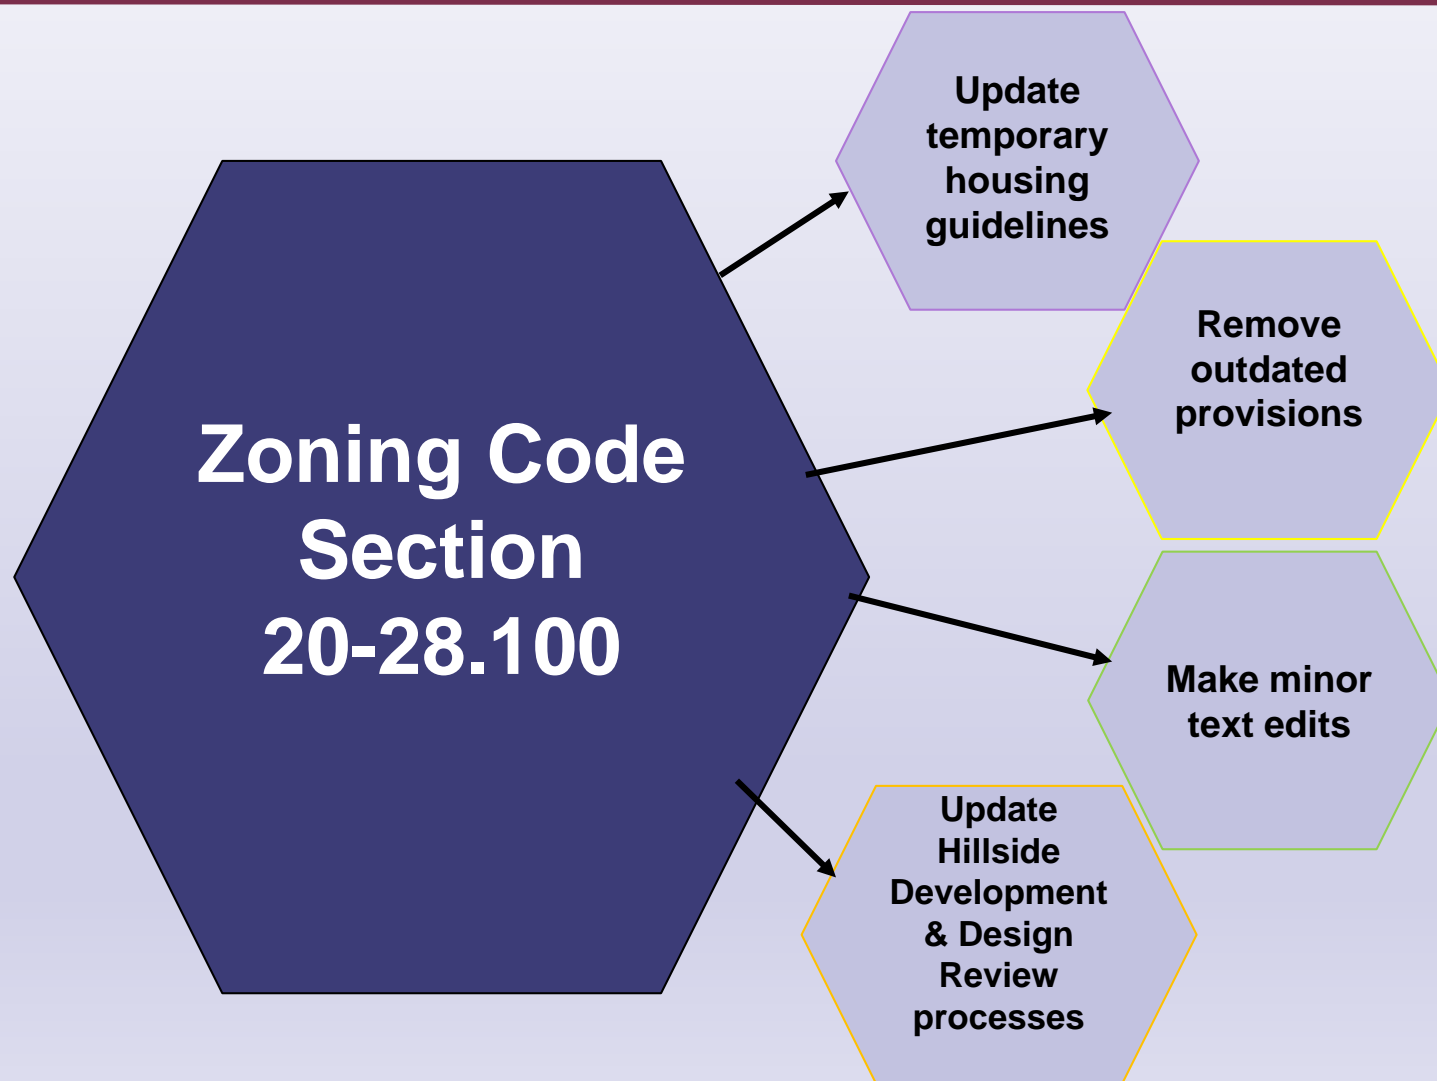 Zoning Code
Section
20-28.100
Update
temporary
housing
guidelines
Remove
outdated
provisions
Make minor
text edits
Update
Hillside
Development
& Design
Review
processes